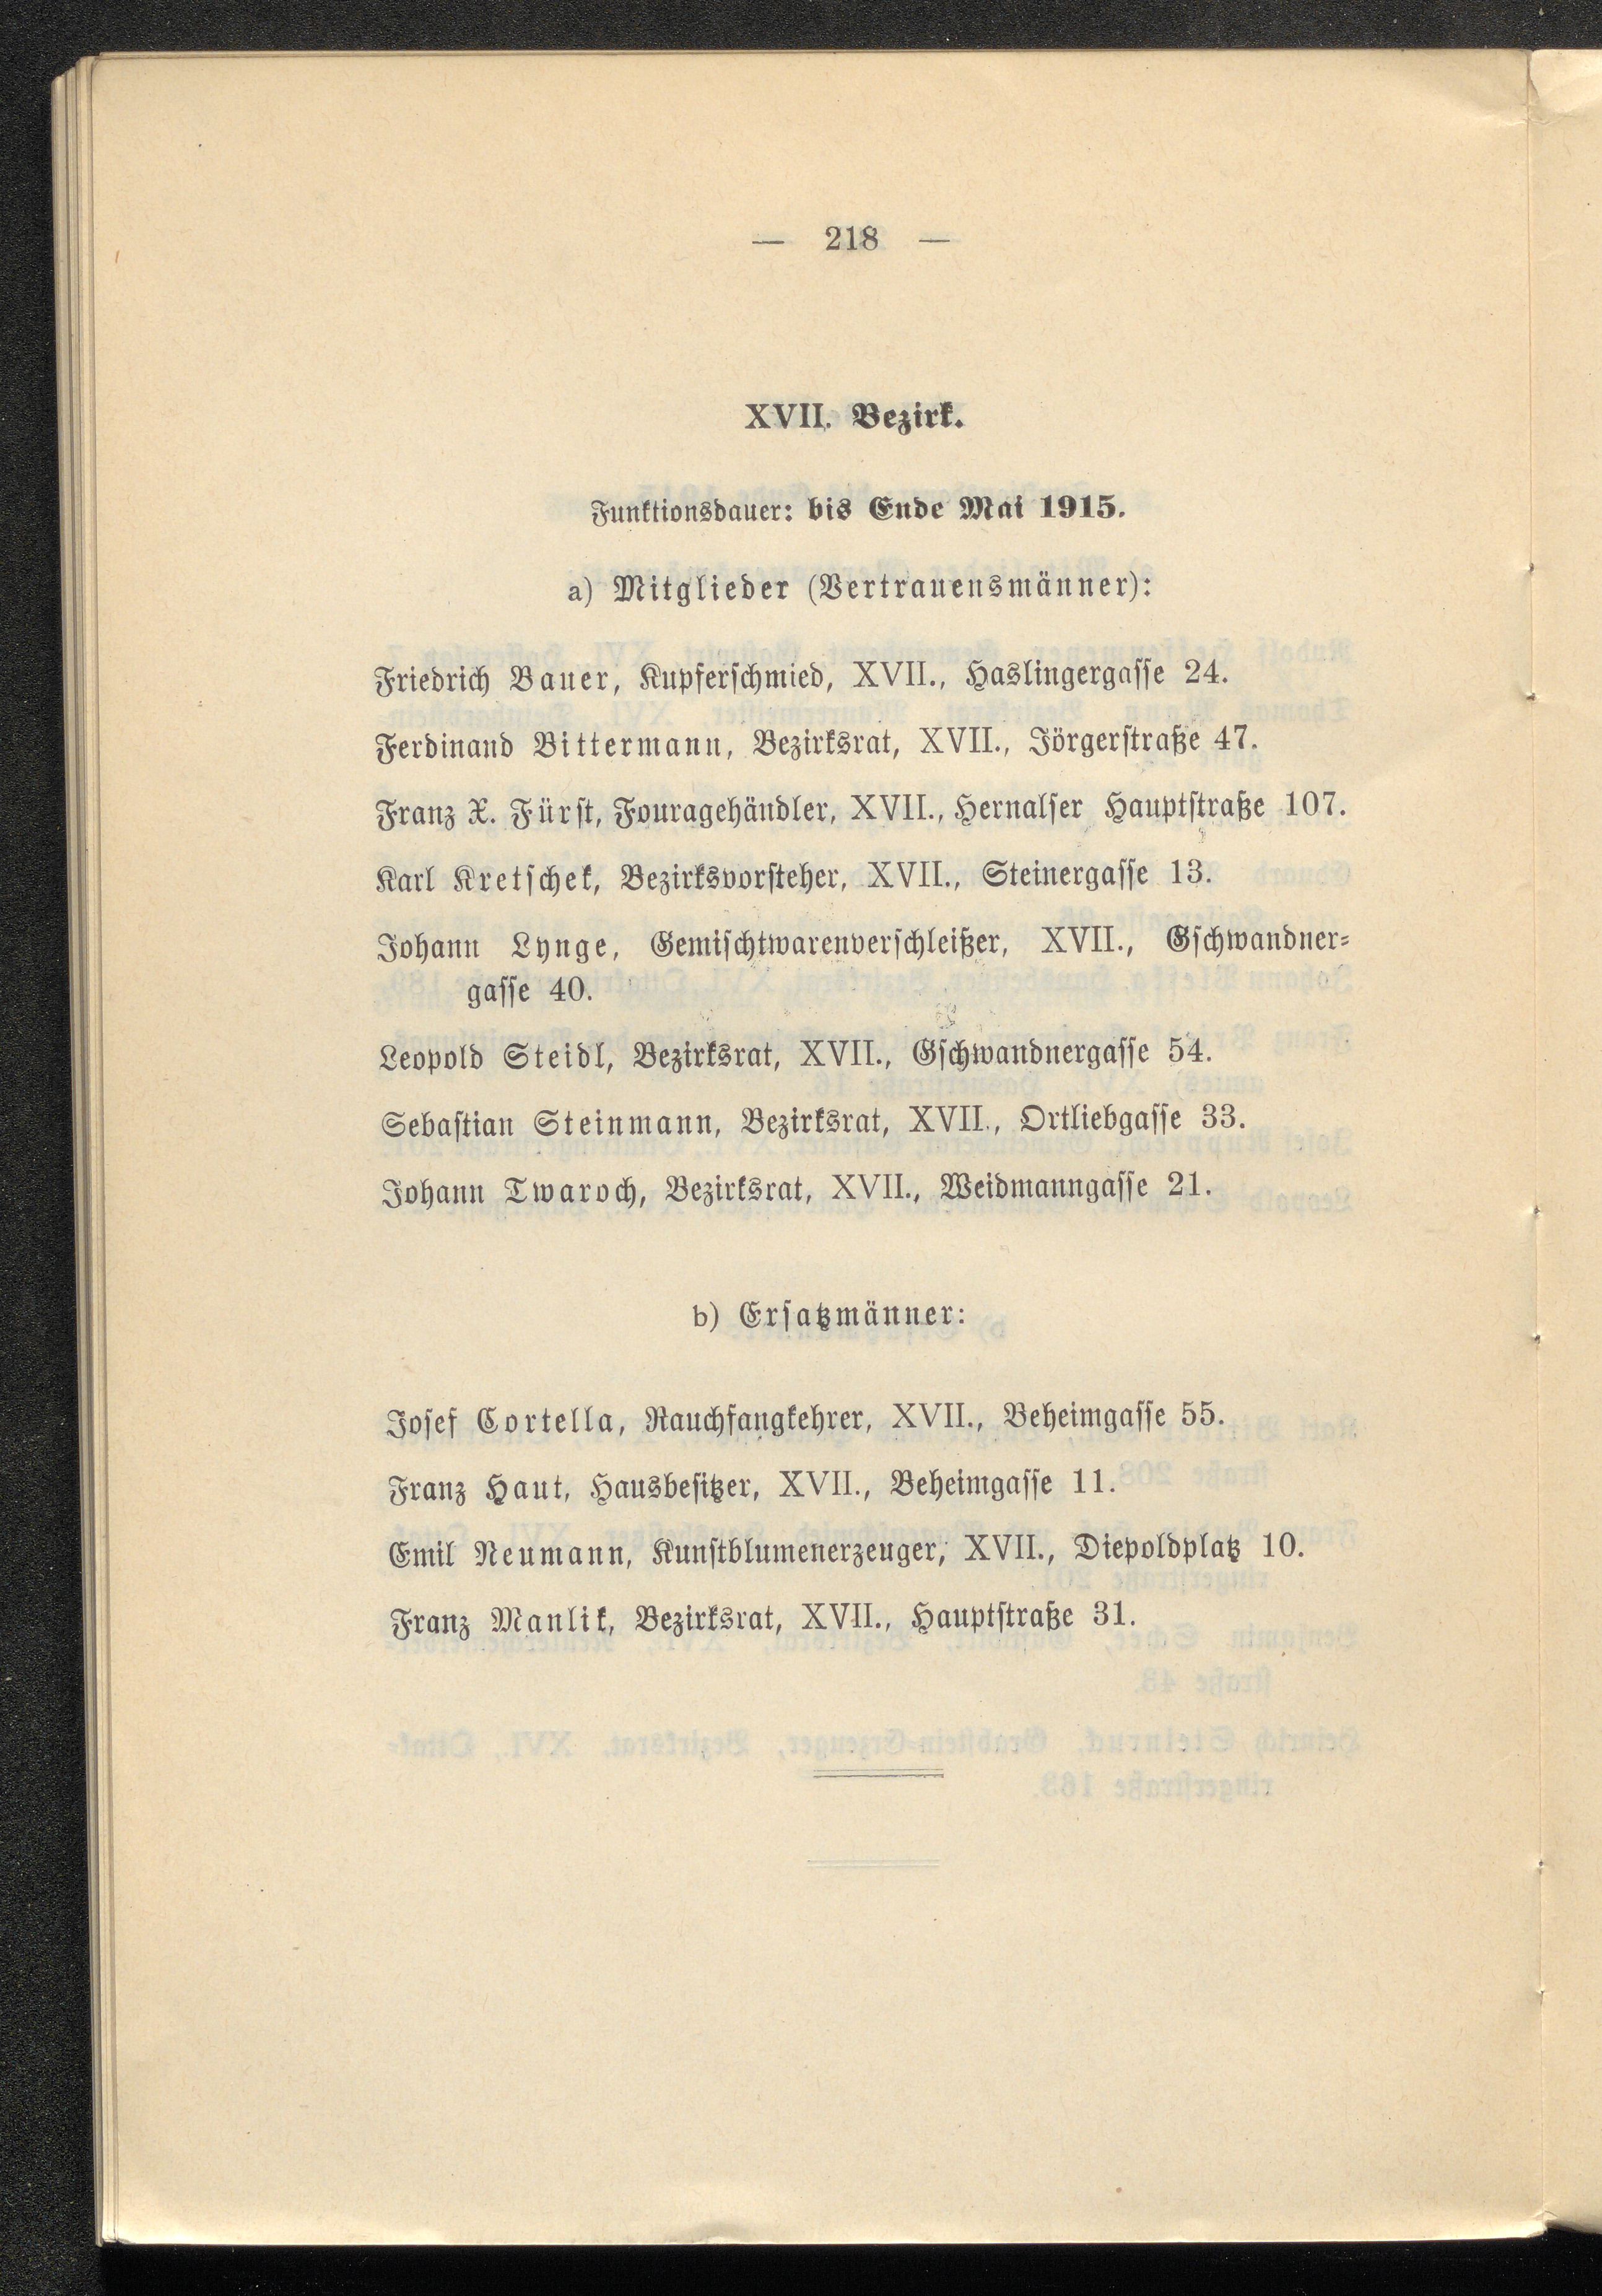 — 218 —
XVII. Bezirk.
Funktionsdauer: bis Ende Mai 1915.
a) Mitglieder (Vertrauensmänner):
Friedrich Bauer, Kupferschmied, XVII., Haslingergasse 24.
Ferdinand Bittermann, Bezirksrat, XVII., Jörgerstraße 47.
Franz X. Fürst, Fouragehändler, XVII., Hernalser Hauptstraße 107.
Karl Kretschek, Bezirksvorsteher, XVII., Steinergasse 13.
Johann Lynge, Gemischtwarenverschleißer, XVII., Gschwandner-
gasse 40.
Leopold Steidl, Bezirksrat, XVII., Gschwandnergasse 54.
Sebastian Steinmann, Bezirksrat, XVII., Ortliebgasse 33.
Johann Twaroch, Bezirksrat, XVII., Weidmanngasse 21.
b) Ersatzmänner:
Josef Cortella, Rauchfangkehrer, XVII., Beheimgasse 55.
Franz Haut, Hausbesitzer, XVII., Beheimgasse 11.
Emil Neumann, Kunstblumenerzeuger, XVII., Diepoldplatz 10.
Franz Manlik, Bezirksrat, XVII., Hauptstraße 31.